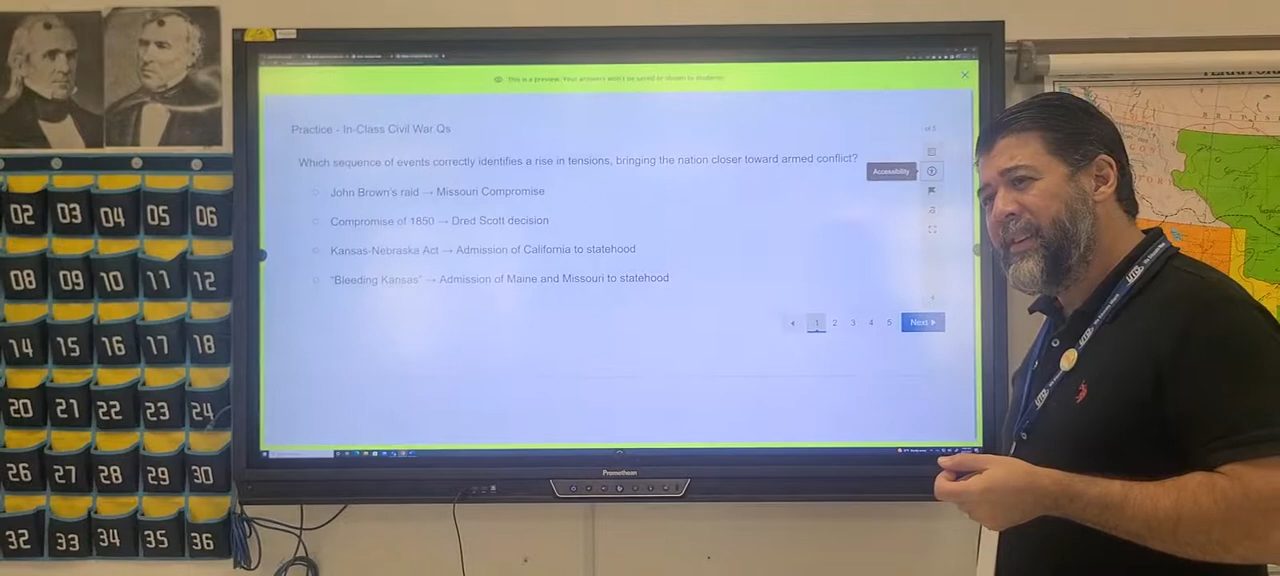 This is a preview. Your answers won't be saved or shown to students.
Practice - In-Class Civil War Qs
of 5
Which sequence of events correctly identifies a rise in tensions, bringing the nation closer toward armed conflict?
Accessibility
John Brown's raid → Missouri Compromise
Compromise of 1850 → Dred Scott decision
Kansas-Nebraska Act → Admission of California to statehood
"Bleeding Kansas" → Admission of Maine and Missouri to statehood
1 2 3 4 5 Next
Promethean
02 03 04 05 06
08 09 10 11 12
14 15 16 17 18
20 21 22 23 24
26 27 28 29 30
32 33 34 35 36
UTD
UTD
UTD